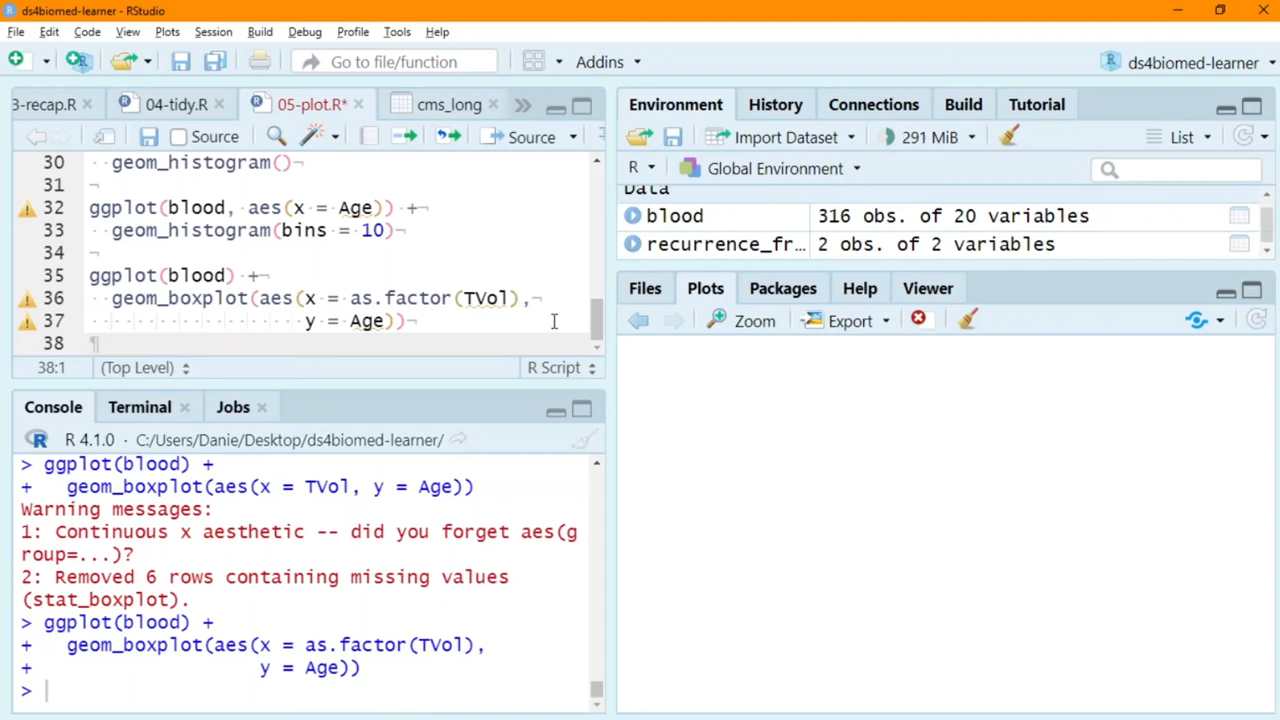 ds4biomed-learner - RStudio
File Edit Code View Plots Session Build Debug Profile Tools Help
Go to file/function Addins ds4biomed-learner
3-recap.R 04-tidy.R 05-plot.R* cms_long
Source Source
30 geom_histogram()¬
31 ¬
32 ggplot(blood, aes(x = Age)) +¬
33 geom_histogram(bins = 10)¬
34 ¬
35 ggplot(blood) +¬
36 geom_boxplot(aes(x = as.factor(TVol),¬
37 y = Age))¬
38 ¶
38:1 (Top Level) R Script
Console Terminal Jobs
R 4.1.0 · C:/Users/Danie/Desktop/ds4biomed-learner/
> ggplot(blood) +
+ geom_boxplot(aes(x = TVol, y = Age))
Warning messages:
1: Continuous x aesthetic -- did you forget aes(g
roup=...)?
2: Removed 6 rows containing missing values
(stat_boxplot).
> ggplot(blood) +
+ geom_boxplot(aes(x = as.factor(TVol),
+ y = Age))
>
Environment History Connections Build Tutorial
Import Dataset 291 MiB List
R Global Environment
Data
blood 316 obs. of 20 variables
recurrence_fr… 2 obs. of 2 variables
Files Plots Packages Help Viewer
Zoom Export